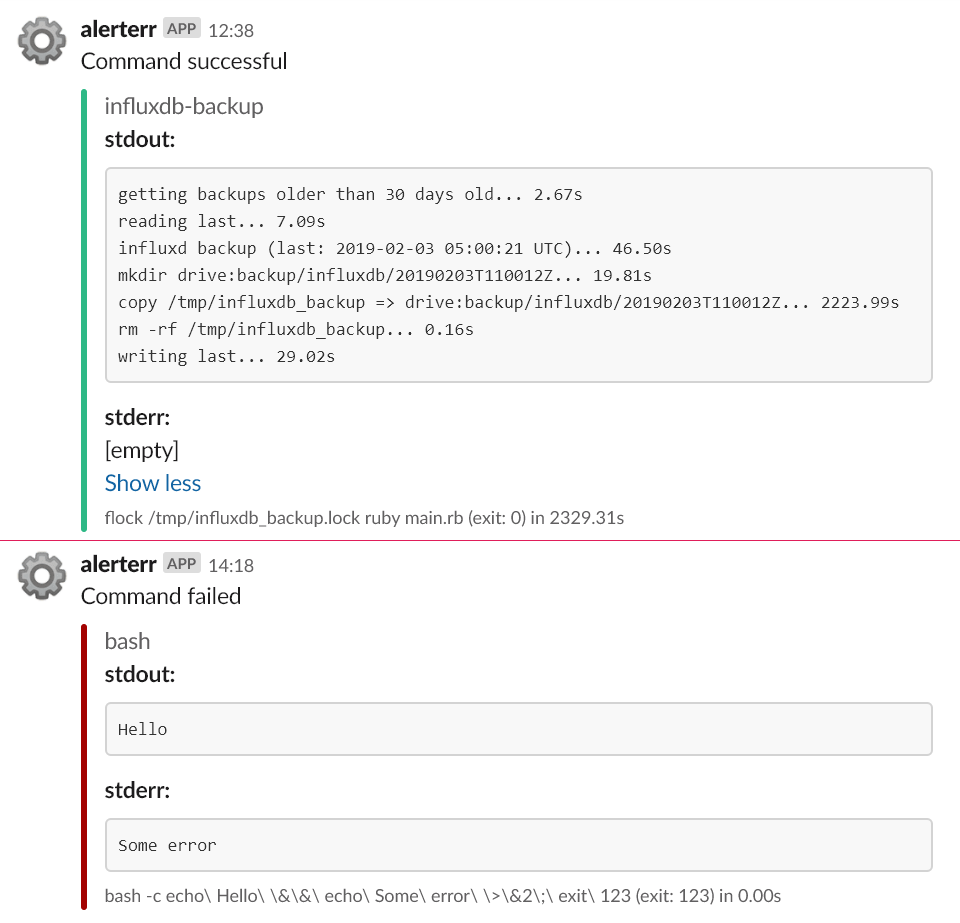 alerterr APP 12:38
Command successful
influxdb-backup
stdout:
getting backups older than 30 days old... 2.67s
reading last... 7.09s
influxd backup (last: 2019-02-03 05:00:21 UTC)... 46.50s
mkdir drive:backup/influxdb/20190203T110012Z... 19.81s
copy /tmp/influxdb_backup => drive:backup/influxdb/20190203T110012Z... 2223.99s
rm -rf /tmp/influxdb_backup... 0.16s
writing last... 29.02s
stderr:
[empty]
Show less
flock /tmp/influxdb_backup.lock ruby main.rb (exit: 0) in 2329.31s
alerterr APP 14:18
Command failed
bash
stdout:
Hello
stderr:
Some error
bash -c echo\ Hello\ \&\&\ echo\ Some\ error\ \>\&2\;\ exit\ 123 (exit: 123) in 0.00s